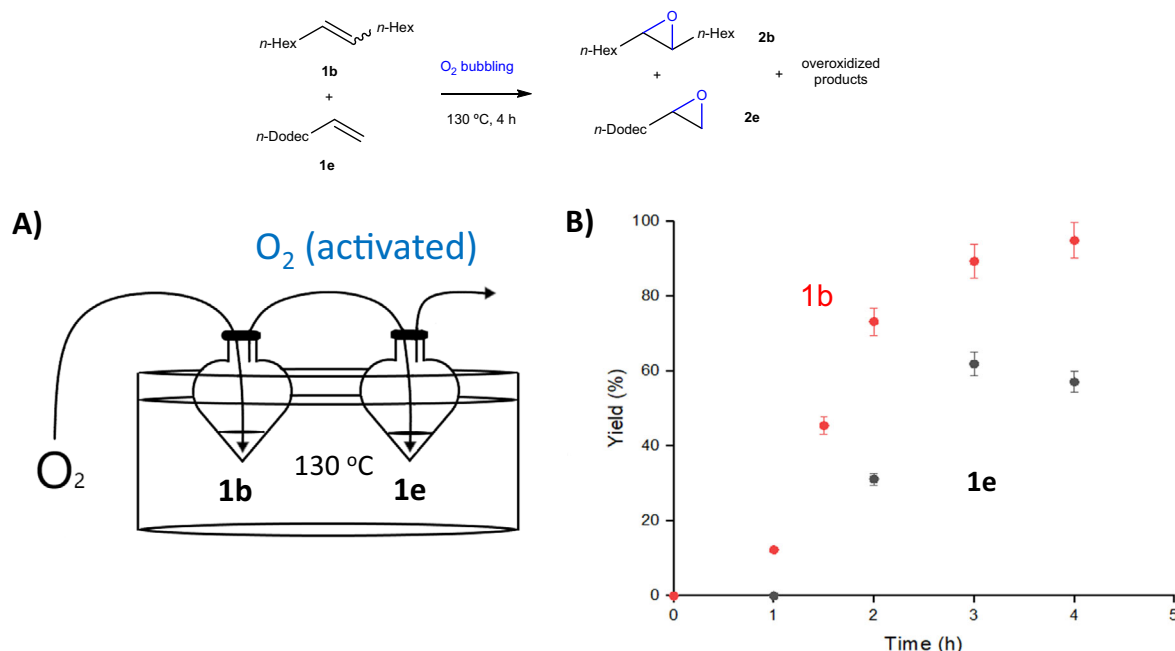 n-Hex
n-Hex
1b
+
n-Dodec
1e
O₂ bubbling
130 ºC, 4 h
O
n-Hex
n-Hex
2b
+
O
n-Dodec
2e
+
overoxidized
products
A)
O₂ (activated)
O₂
130 ºC
1b
1e
B)
Yield (%)
100
80
60
40
20
0
1b
1e
0 1 2 3 4 5
Time (h)